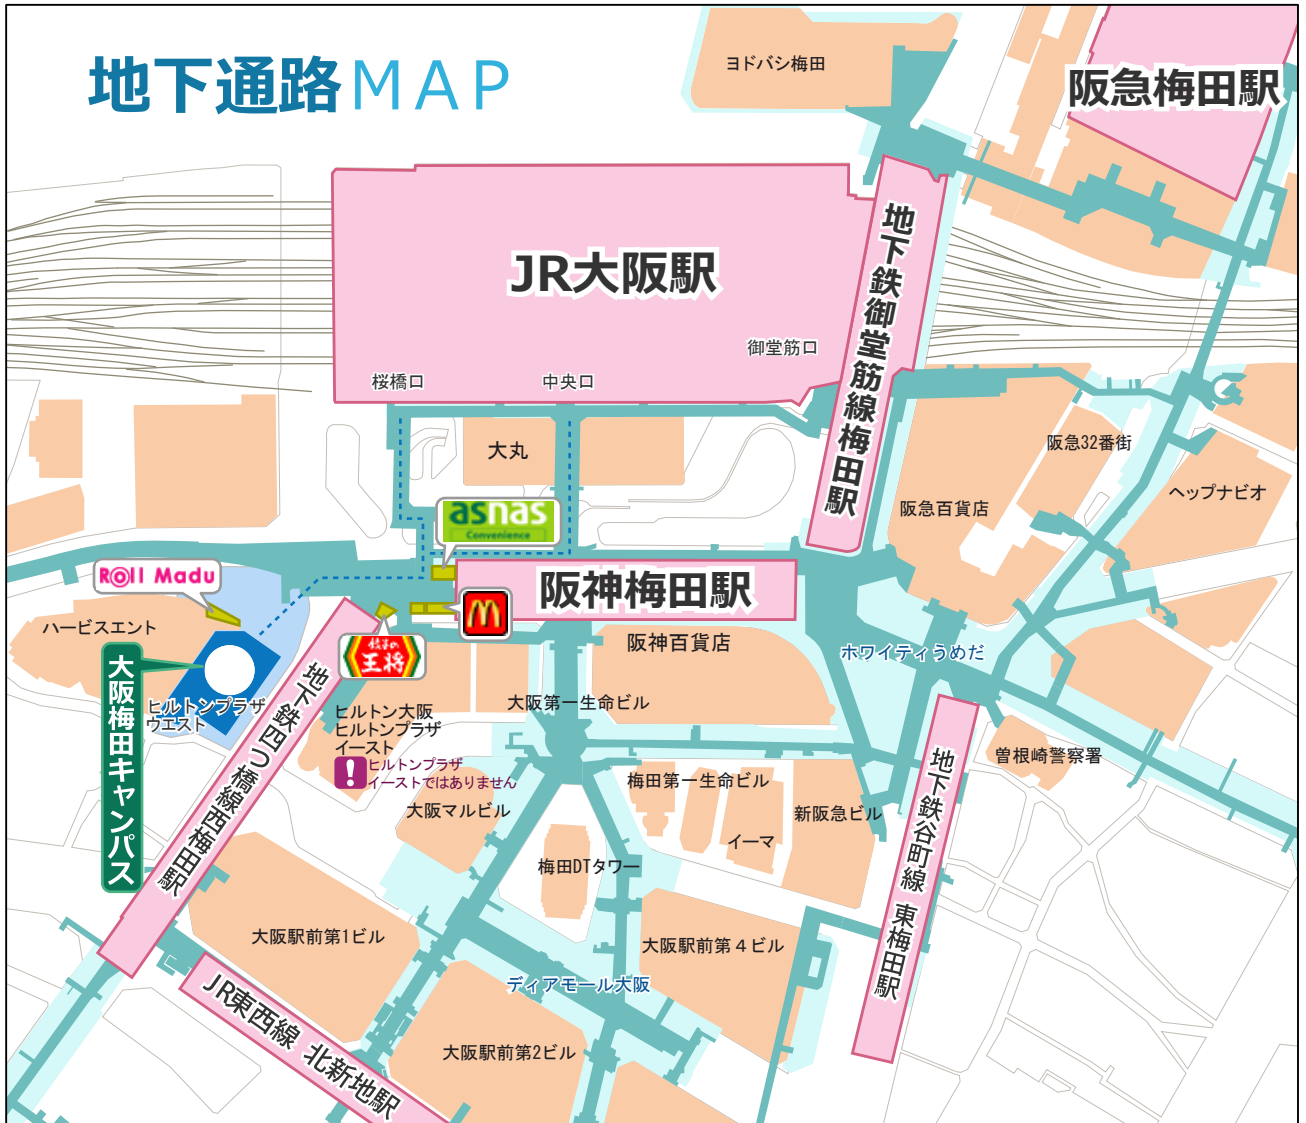 地下通路MAP
ヨドバシ梅田
阪急梅田駅
JR大阪駅
地下鉄御堂筋線梅田駅
御堂筋口
桜橋口
中央口
大丸
阪急32番街
ヘップナビオ
阪急百貨店
asnas
Convenience
Roll Madu
阪神梅田駅
餃子の
王将
ハービスエント
阪神百貨店
ホワイティうめだ
大阪梅田キャンパス
ヒルトンプラザ
ウエスト
地下鉄四つ橋線西梅田駅
大阪第一生命ビル
ヒルトン大阪
ヒルトンプラザ
イースト
!
ヒルトンプラザ
イーストではありません
曽根崎警察署
地下鉄谷町線 東梅田駅
梅田第一生命ビル
大阪マルビル
新阪急ビル
イーマ
梅田DTタワー
大阪駅前第1ビル
大阪駅前第4ビル
ディアモール大阪
JR東西線 北新地駅
大阪駅前第2ビル